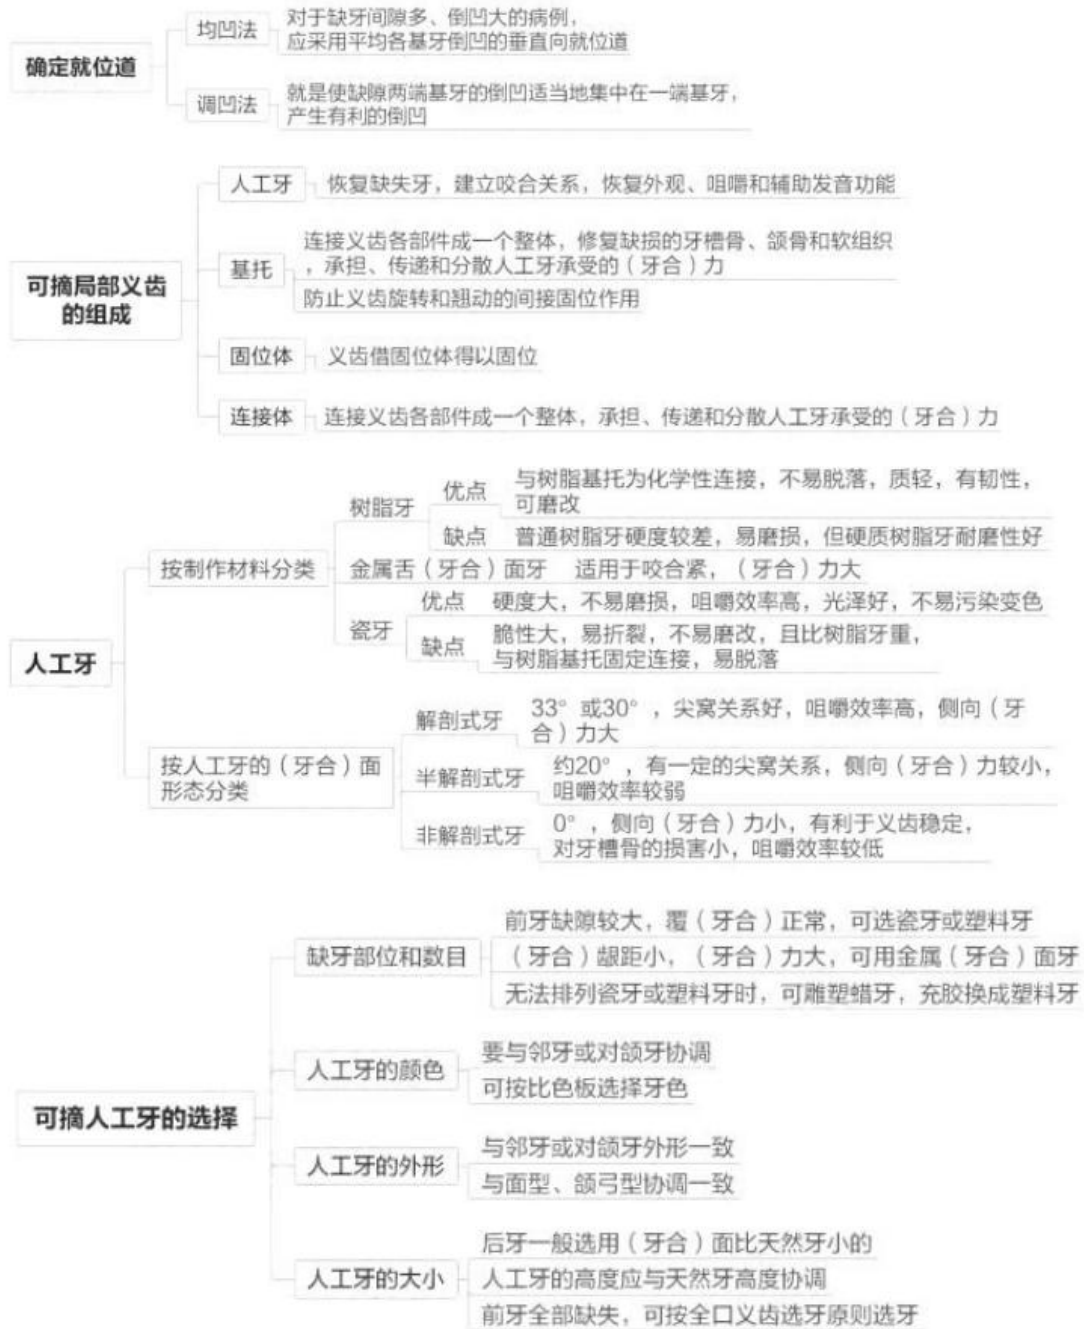 确定就位道
均凹法
对于缺牙间隙多、倒凹大的病例，
应采用平均各基牙倒凹的垂直向就位道
调凹法
就是使缺隙两端基牙的倒凹适当地集中在一端基牙，
产生有利的倒凹
可摘局部义齿
的组成
人工牙
恢复缺失牙，建立咬合关系，恢复外观、咀嚼和辅助发音功能
基托
连接义齿各部件成一个整体，修复缺损的牙槽骨、颌骨和软组织
，承担、传递和分散人工牙承受的（牙合）力
防止义齿旋转和翘动的间接固位作用
固位体
义齿借固位体得以固位
连接体
连接义齿各部件成一个整体，承担、传递和分散人工牙承受的（牙合）力
人工牙
按制作材料分类
树脂牙
优点
与树脂基托为化学性连接，不易脱落，质轻，有韧性，
可磨改
缺点
普通树脂牙硬度较差，易磨损，但硬质树脂牙耐磨性好
金属舌（牙合）面牙
适用于咬合紧，（牙合）力大
瓷牙
优点
硬度大，不易磨损，咀嚼效率高，光泽好，不易污染变色
缺点
脆性大，易折裂，不易磨改，且比树脂牙重，
与树脂基托固定连接，易脱落
按人工牙的（牙合）面
形态分类
解剖式牙
33°或30°，尖窝关系好，咀嚼效率高，侧向（牙
合）力大
半解剖式牙
约20°，有一定的尖窝关系，侧向（牙合）力较小，
咀嚼效率较弱
非解剖式牙
0°，侧向（牙合）力小，有利于义齿稳定，
对牙槽骨的损害小，咀嚼效率较低
可摘人工牙的选择
缺牙部位和数目
前牙缺隙较大，覆（牙合）正常，可选瓷牙或塑料牙
（牙合）龈距小，（牙合）力大，可用金属（牙合）面牙
无法排列瓷牙或塑料牙时，可雕塑蜡牙，充胶换成塑料牙
人工牙的颜色
要与邻牙或对颌牙协调
可按比色板选择牙色
人工牙的外形
与邻牙或对颌牙外形一致
与面型、颌弓型协调一致
人工牙的大小
后牙一般选用（牙合）面比天然牙小的
人工牙的高度应与天然牙高度协调
前牙全部缺失，可按全口义齿选牙原则选牙